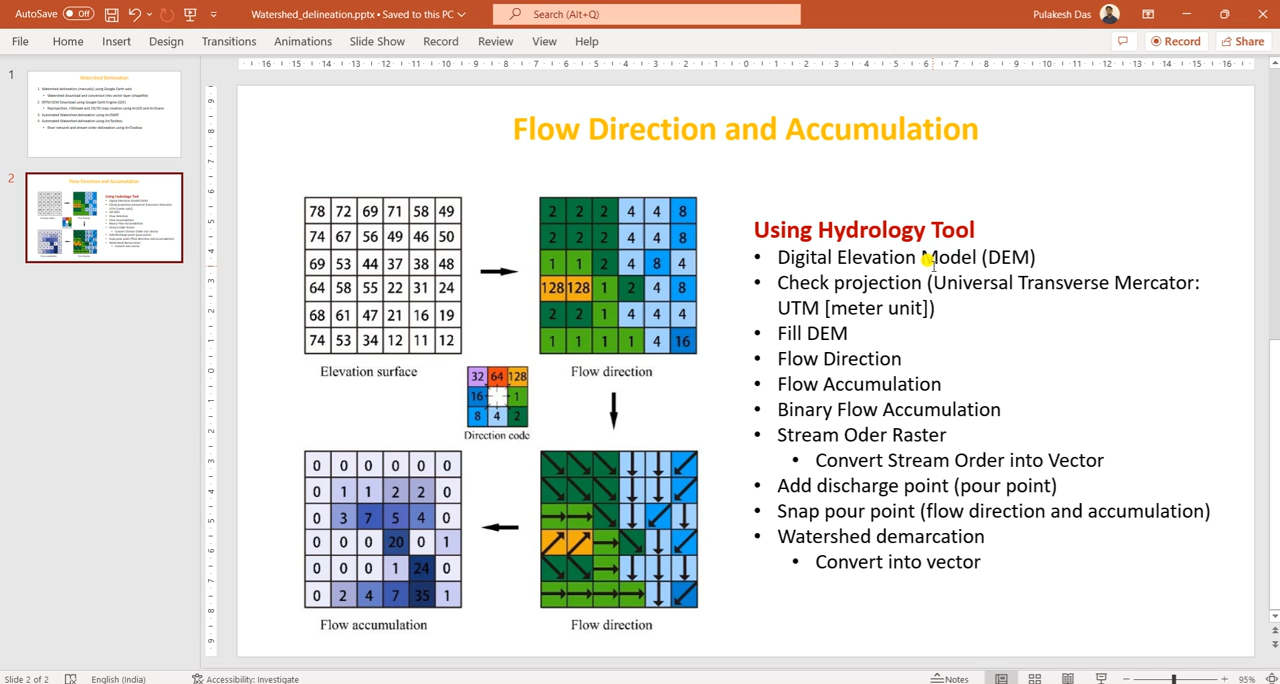 AutoSave Off
Watershed_delineation.pptx • Saved to this PC
Search (Alt+Q)
Pulakesh Das
File Home Insert Design Transitions Animations Slide Show Record Review View Help
Record
Share
1
2
Flow Direction and Accumulation
78 72 69 71 58 49
74 67 56 49 46 50
69 53 44 37 38 48
64 58 55 22 31 24
68 61 47 21 16 19
74 53 34 12 11 12
Elevation surface
2 2 2 4 4 8
2 2 2 4 4 8
1 1 2 4 8 4
128 128 1 2 4 8
2 2 1 4 4 4
1 1 1 1 4 16
Flow direction
32 64 128
16 1
8 4 2
Direction code
0 0 0 0 0 0
0 1 1 2 2 0
0 3 7 5 4 0
0 0 0 20 0 1
0 0 0 1 24 0
0 2 4 7 35 1
Flow accumulation
Flow direction
Using Hydrology Tool
• Digital Elevation Model (DEM)
• Check projection (Universal Transverse Mercator:
UTM [meter unit])
• Fill DEM
• Flow Direction
• Flow Accumulation
• Binary Flow Accumulation
• Stream Oder Raster
• Convert Stream Order into Vector
• Add discharge point (pour point)
• Snap pour point (flow direction and accumulation)
• Watershed demarcation
• Convert into vector
Slide 2 of 2
English (India)
Accessibility: Investigate
Notes
95%